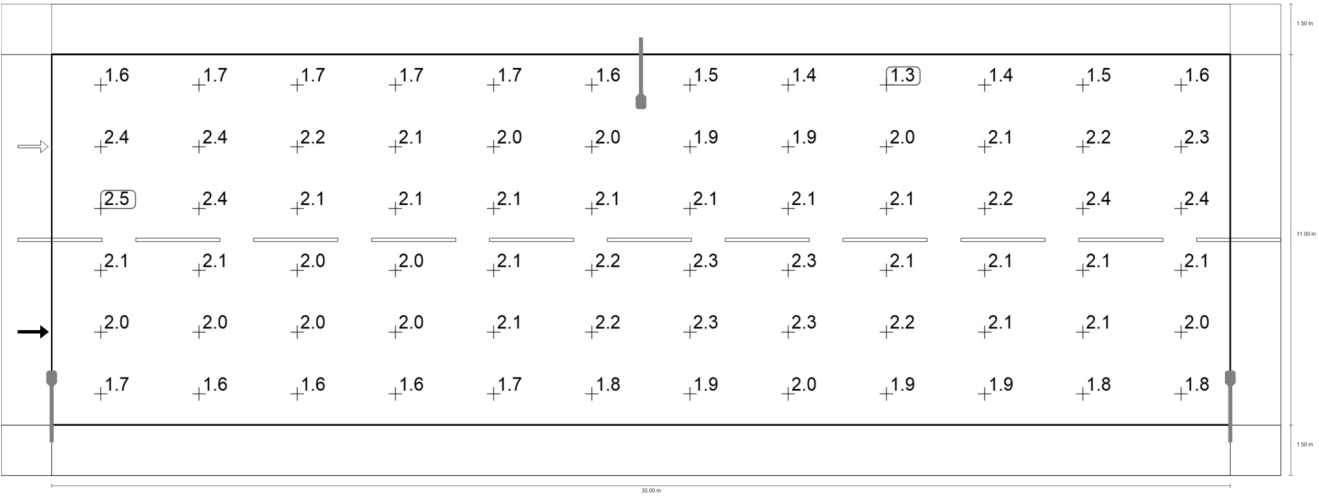 1.50 m
1.6 1.7 1.7 1.7 1.7 1.6 1.5 1.4 1.3 1.4 1.5 1.6
2.4 2.4 2.2 2.1 2.0 2.0 1.9 1.9 2.0 2.1 2.2 2.3
2.5 2.4 2.1 2.1 2.1 2.1 2.1 2.1 2.1 2.2 2.4 2.4
11.00 m
2.1 2.1 2.0 2.0 2.1 2.2 2.3 2.3 2.1 2.1 2.1 2.1
2.0 2.0 2.0 2.0 2.1 2.2 2.3 2.3 2.2 2.1 2.1 2.0
1.7 1.6 1.6 1.6 1.7 1.8 1.9 2.0 1.9 1.9 1.8 1.8
1.50 m
35.00 m